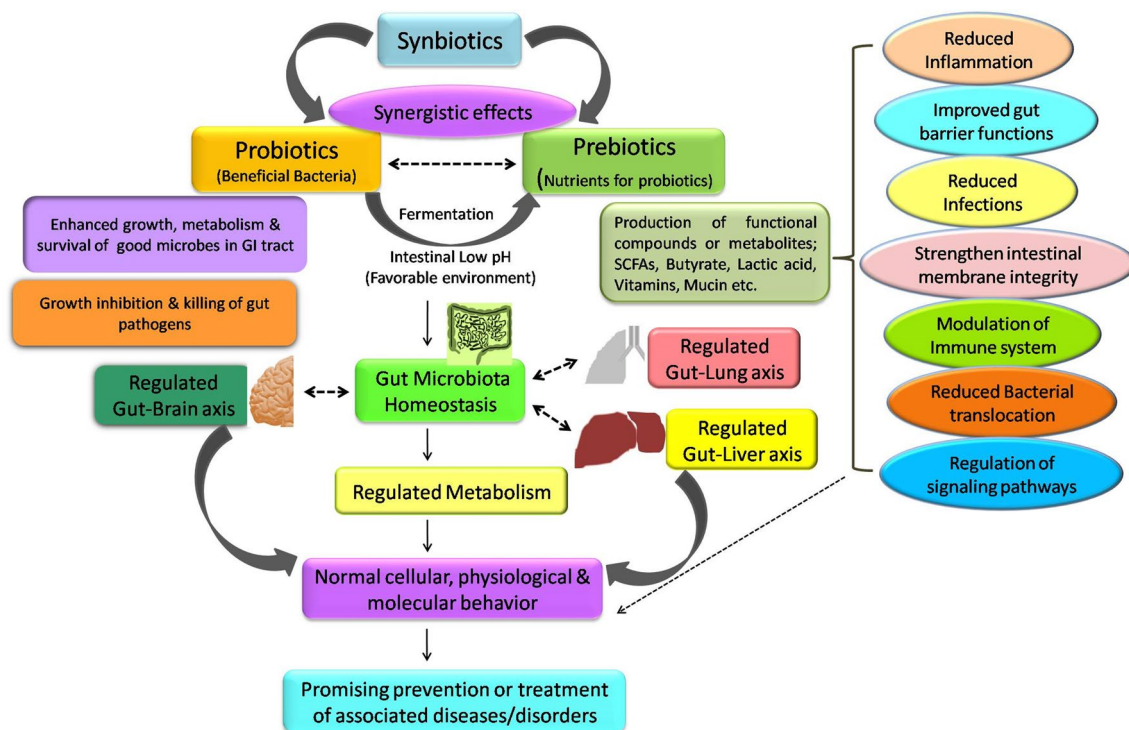 Synbiotics
Synergistic effects
Probiotics
(Beneficial Bacteria)
Prebiotics
(Nutrients for probiotics)
Fermentation
Intestinal Low pH
(Favorable environment)
Enhanced growth, metabolism &
survival of good microbes in GI tract
Growth inhibition & killing of gut
pathogens
Production of functional
compounds or metabolites;
SCFAs, Butyrate, Lactic acid,
Vitamins, Mucin etc.
Regulated
Gut-Brain axis
Gut Microbiota
Homeostasis
Regulated
Gut-Lung axis
Regulated
Gut-Liver axis
Regulated Metabolism
Normal cellular, physiological &
molecular behavior
Promising prevention or treatment
of associated diseases/disorders
Reduced
Inflammation
Improved gut
barrier functions
Reduced
Infections
Strengthen intestinal
membrane integrity
Modulation of
Immune system
Reduced Bacterial
translocation
Regulation of
signaling pathways